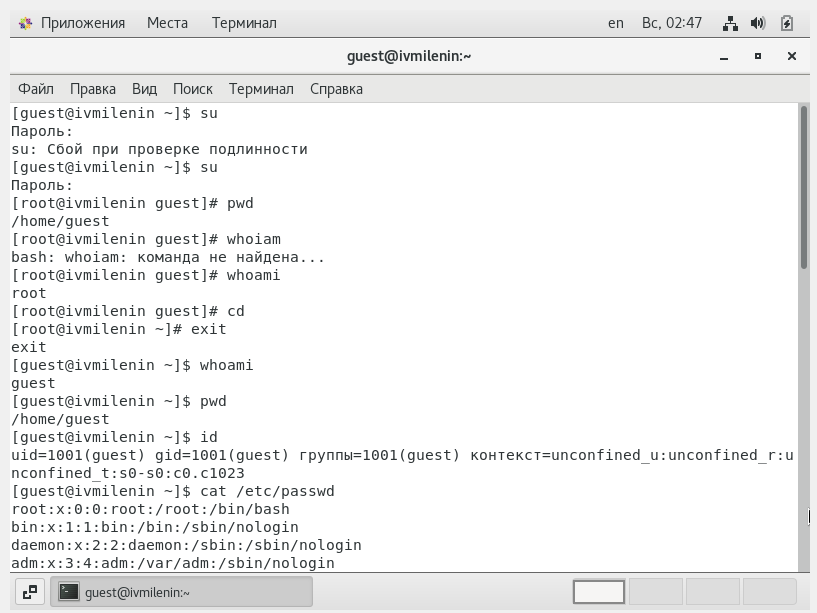 Приложения Места Терминал en Вс, 02:47
guest@ivmilenin:~
Файл Правка Вид Поиск Терминал Справка
[guest@ivmilenin ~]$ su
Пароль:
su: Сбой при проверке подлинности
[guest@ivmilenin ~]$ su
Пароль:
[root@ivmilenin guest]# pwd
/home/guest
[root@ivmilenin guest]# whoiam
bash: whoiam: команда не найдена...
[root@ivmilenin guest]# whoami
root
[root@ivmilenin guest]# cd
[root@ivmilenin ~]# exit
exit
[guest@ivmilenin ~]$ whoami
guest
[guest@ivmilenin ~]$ pwd
/home/guest
[guest@ivmilenin ~]$ id
uid=1001(guest) gid=1001(guest) группы=1001(guest) контекст=unconfined_u:unconfined_r:u
nconfined_t:s0-s0:c0.c1023
[guest@ivmilenin ~]$ cat /etc/passwd
root:x:0:0:root:/root:/bin/bash
bin:x:1:1:bin:/bin:/sbin/nologin
daemon:x:2:2:daemon:/sbin:/sbin/nologin
adm:x:3:4:adm:/var/adm:/sbin/nologin
guest@ivmilenin:~